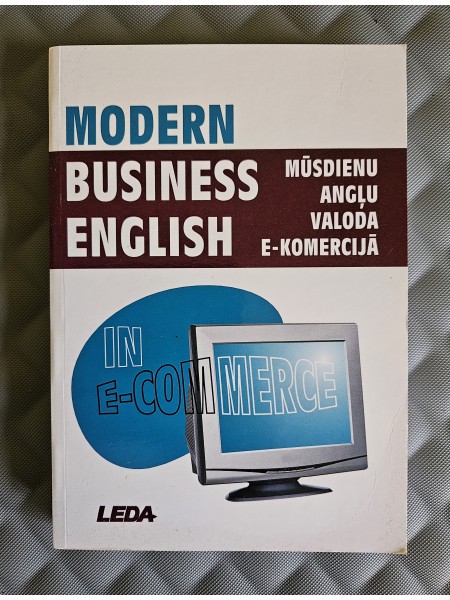 MODERN
BUSINESS
ENGLISH
MŪSDIENU
ANGĻU
VALODA
E-KOMERCIJĀ
IN
E-COMMERCE
LEDA